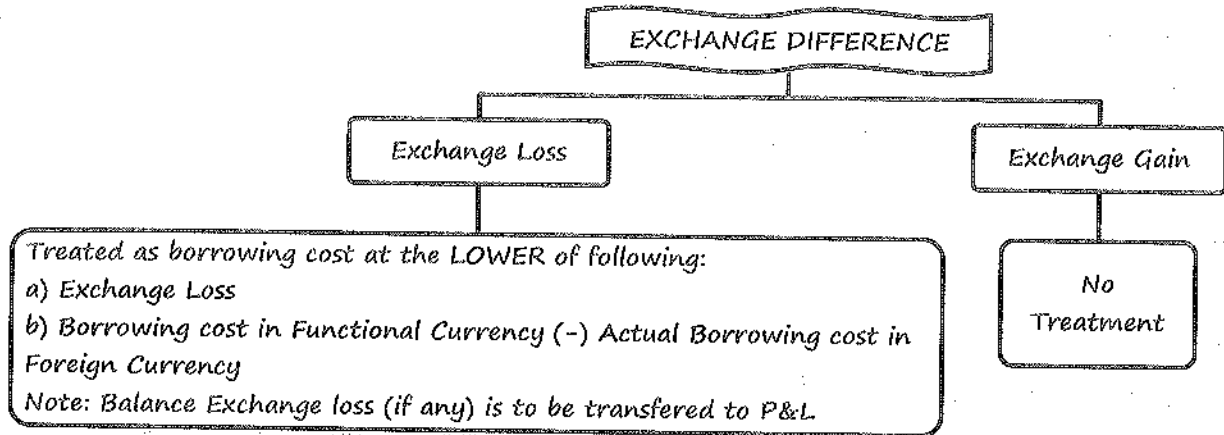 EXCHANGE DIFFERENCE
Exchange Loss
Exchange Gain
Treated as borrowing cost at the LOWER of following:
a) Exchange Loss
b) Borrowing cost in Functional Currency (-) Actual Borrowing cost in
Foreign Currency
Note: Balance Exchange loss (if any) is to be transfered to P&L
No
Treatment